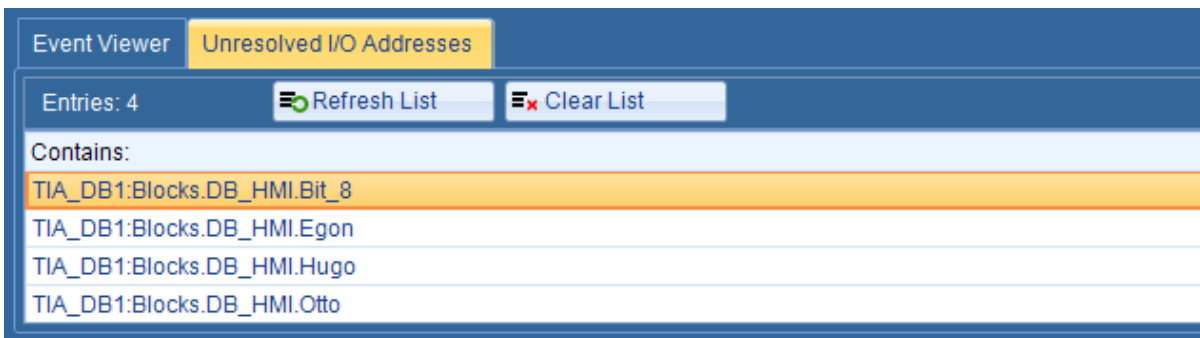 Event Viewer Unresolved I/O Addresses
Entries: 4 Refresh List Clear List
Contains:
TIA_DB1:Blocks.DB_HMI.Bit_8
TIA_DB1:Blocks.DB_HMI.Egon
TIA_DB1:Blocks.DB_HMI.Hugo
TIA_DB1:Blocks.DB_HMI.Otto